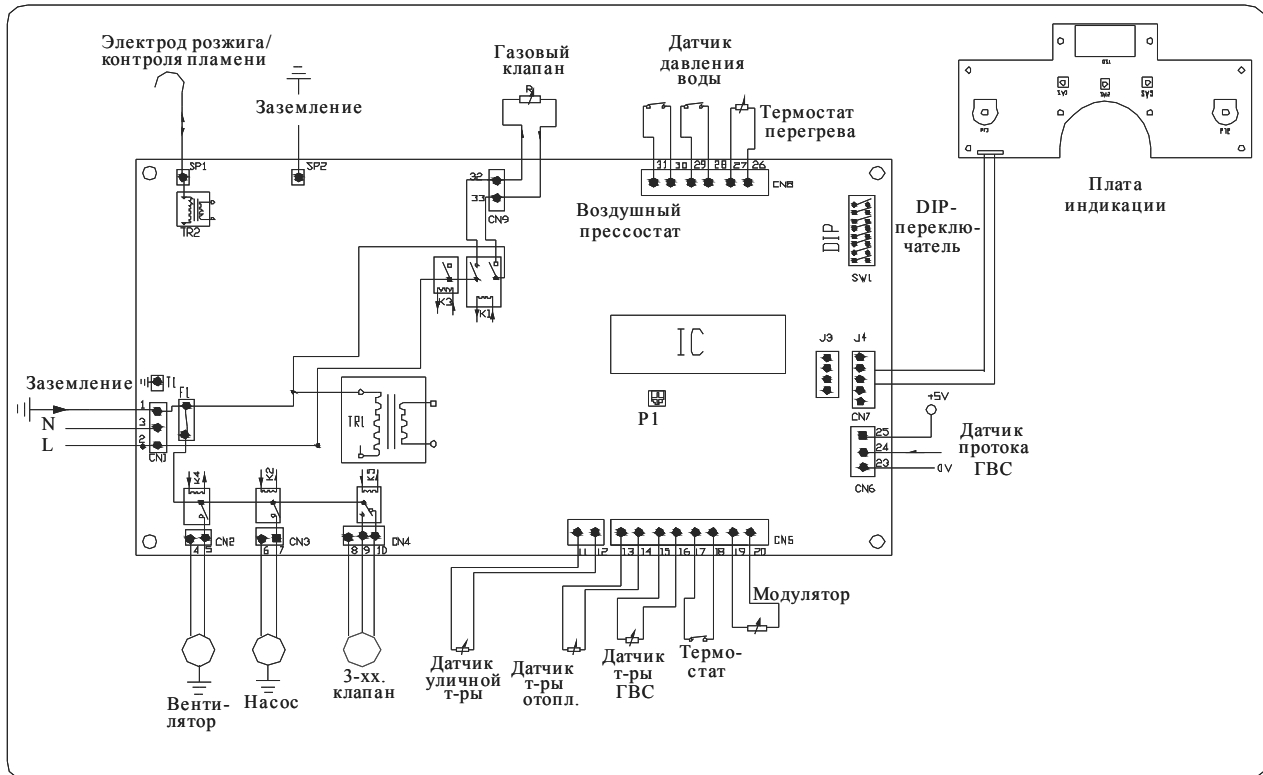 Электрод розжига/
контроля пламени
Заземление
Газовый
клапан
Датчик
давления
воды
Термостат
перегрева
Воздушный
прессостат
DIP-
переклю-
чатель
Плата
индикации
SP1
SP2
TR2
32
33
CN9
31 30 29 28 27 26
CN8
DIP
SW1
K3
K1
IC
J3
J4
CN7
P1
+5V
25
24
23
0V
CN6
Датчик
протока
ГВС
Заземление
T1
F1
1
N
3
L
2
CN1
TR1
K4
K2
CN2
CN3
4 5
6 7
8 9 10
11 12 13 14 15 16 17 18 19 20
CN5
Венти-
лятор
Насос
3-хх.
клапан
Датчик
уличной
т-ры
Датчик
т-ры
отопл.
Датчик
т-ры
ГВС
Термо-
стат
Модулятор